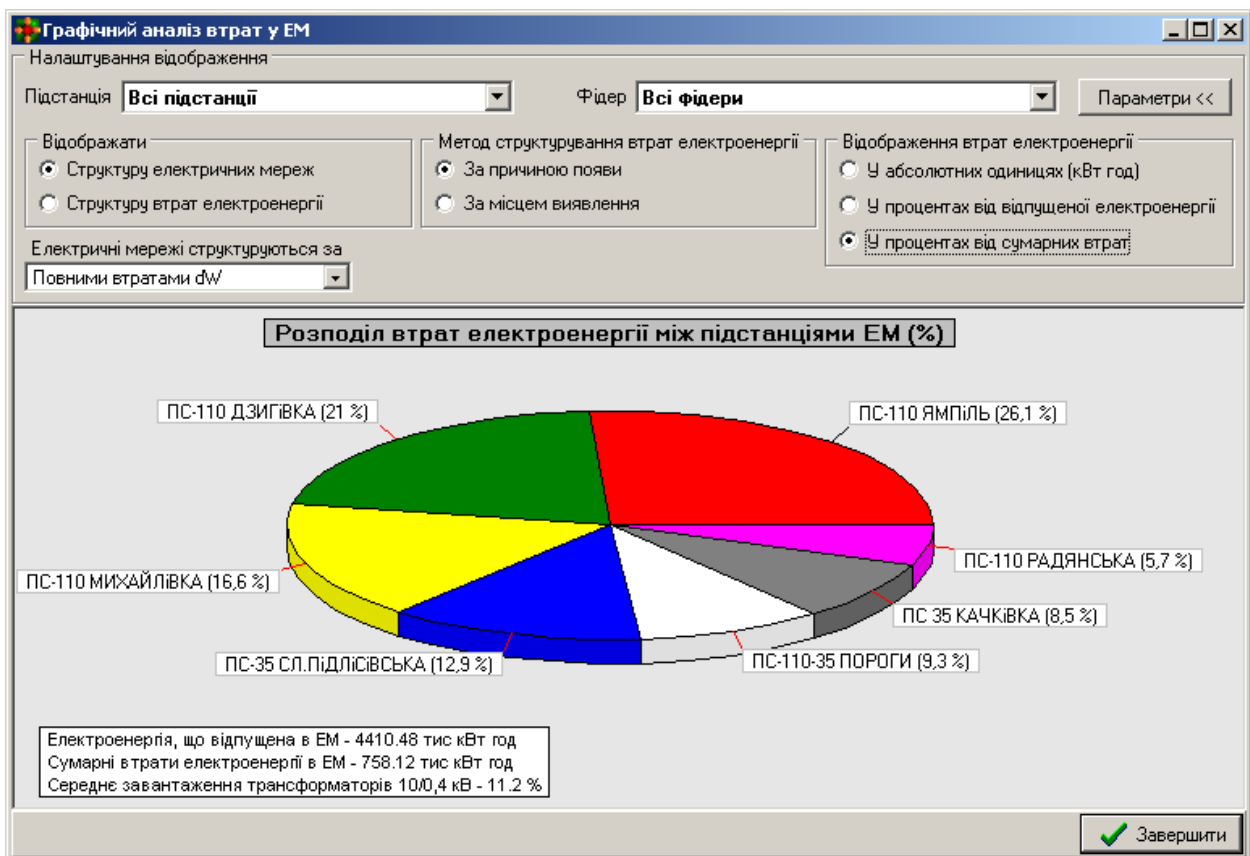 Графічний аналіз втрат у ЕМ
Налаштування відображення
Підстанція Всі підстанції Фідер Всі фідери Параметри <<
Відображати
Структуру електричних мереж
Структуру втрат електроенергії
Метод структурування втрат електроенергії
За причиною появи
За місцем виявлення
Відображення втрат електроенергії
У абсолютних одиницях (кВт год)
У процентах від відпущеної електроенергії
У процентах від сумарних втрат
Електричні мережі структуруються за
Повними втратами dW
Розподіл втрат електроенергії між підстанціями ЕМ (%)
ПС-110 ДЗИГіВКА (21 %)
ПС-110 ЯМПіЛЬ (26,1 %)
ПС-110 РАДЯНСЬКА (5,7 %)
ПС-110 МИХАЙЛіВКА (16,6 %)
ПС 35 КАЧКіВКА (8,5 %)
ПС-35 СЛ.ПіДЛіСіВСЬКА (12,9 %)
ПС-110-35 ПОРОГИ (9,3 %)
Електроенергія, що відпущена в ЕМ - 4410.48 тис кВт год
Сумарні втрати електроенергії в ЕМ - 758.12 тис кВт год
Середнє завантаження трансформаторів 10/0,4 кВ - 11.2 %
Завершити